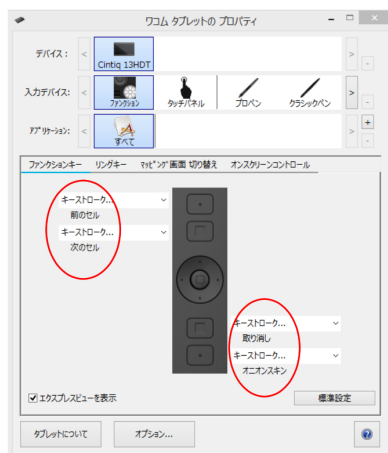 ワコム タブレットの プロパティ
デバイス:
Cintiq 13HDT
入力デバイス:
ファンクション
タッチパネル
プロペン
クラシックペン
アプリケーション:
すべて
ファンクションキー リングキー マッピング画面 切り替え オンスクリーンコントロール
キーストローク...
前のセル
キーストローク...
次のセル
キーストローク...
取り消し
キーストローク...
オニオンスキン
エクスプレスビューを表示
標準設定
タブレットについて
オプション...